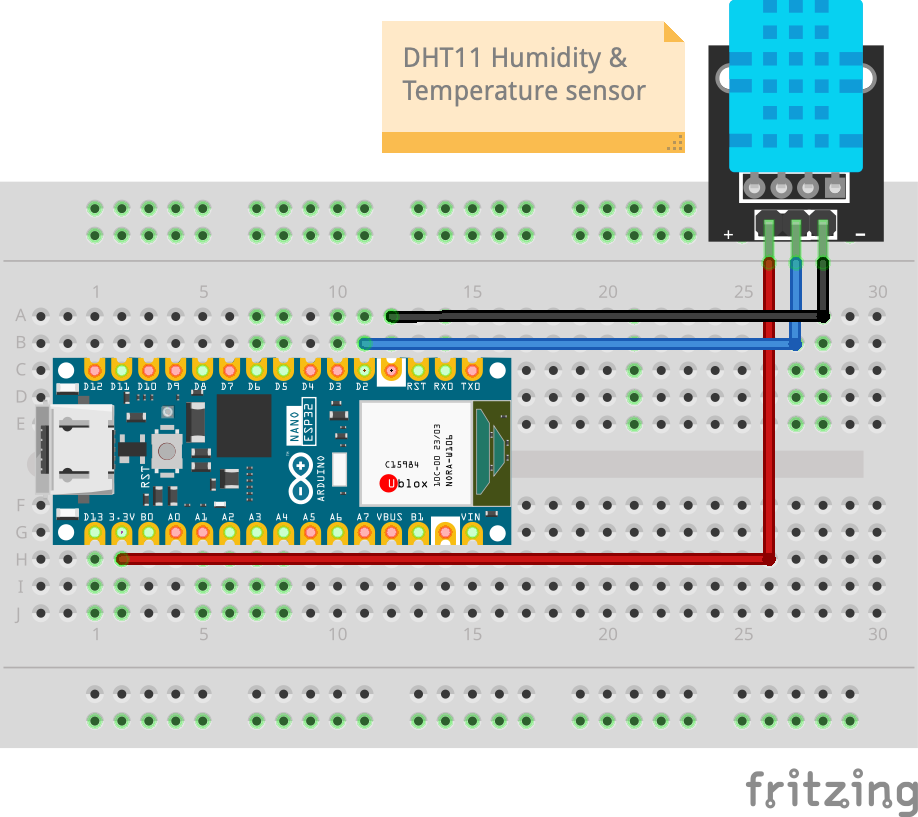 DHT11 Humidity &
Temperature sensor
+ −
1 5 10 15 20 25 30
A
B
C
D12 D11 D10 D9 D8 D7 D6 D5 D4 D3 D2 RST RX0 TX0
D
E
NANO
ESP32
ARDUINO
RST
C15984
ublox
10C-00 23/03
NORA-W106
F
D13 3.3V B0 A0 A1 A2 A3 A4 A5 A6 A7 VBUS B1 VIN
G
H
I
J
1 5 10 15 20 25 30
fritzing